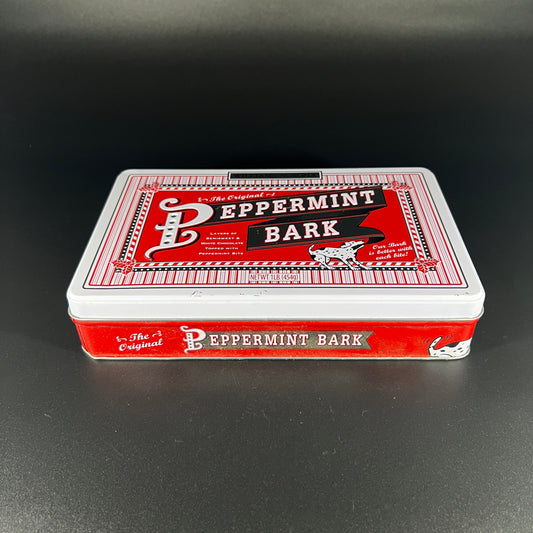 The Original
PEPPERMINT
BARK
LAYERS OF
SEMISWEET &
WHITE CHOCOLATE
TOPPED WITH
PEPPERMINT BITS
Our Bark
is better with
each bite!
NET WT. 1LB (454g)
The
Original
PEPPERMINT BARK